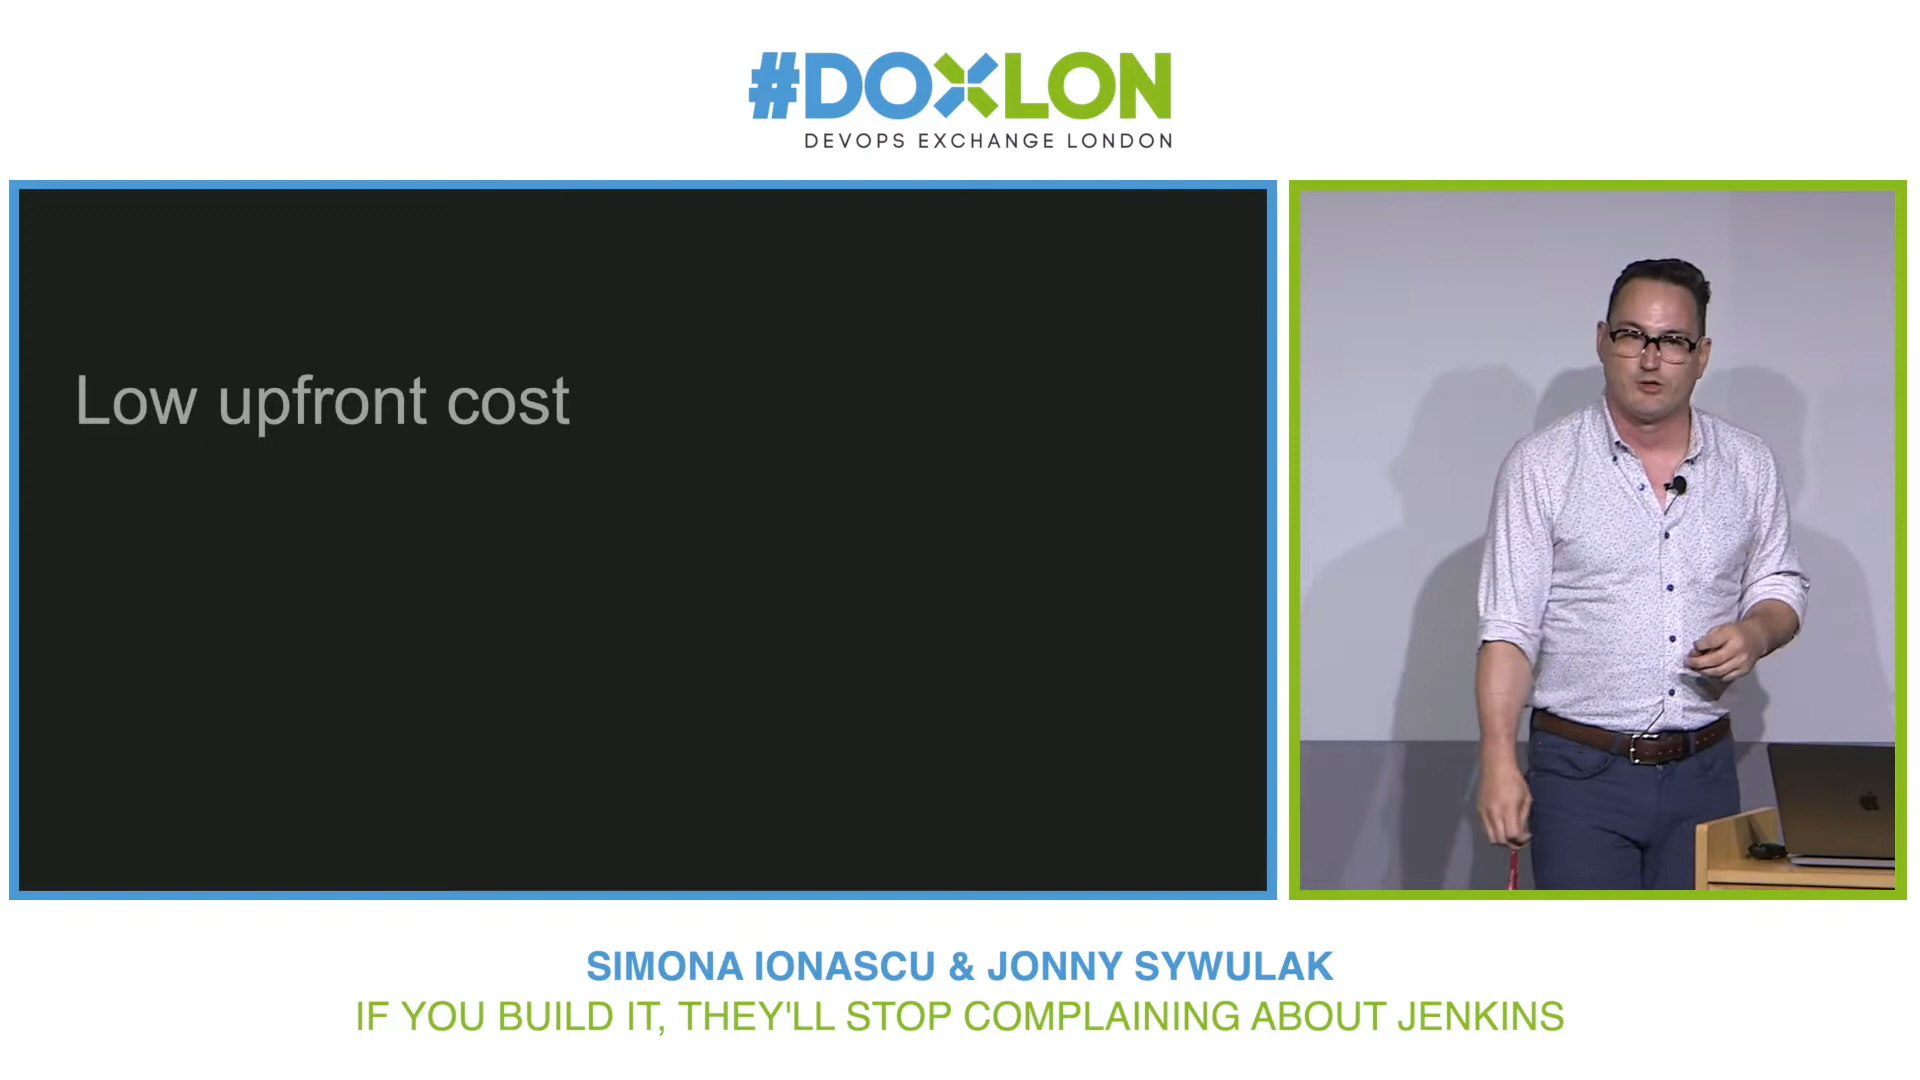 #DOXLON
DEVOPS EXCHANGE LONDON
Low upfront cost
SIMONA IONASCU & JONNY SYWULAK
IF YOU BUILD IT, THEY'LL STOP COMPLAINING ABOUT JENKINS